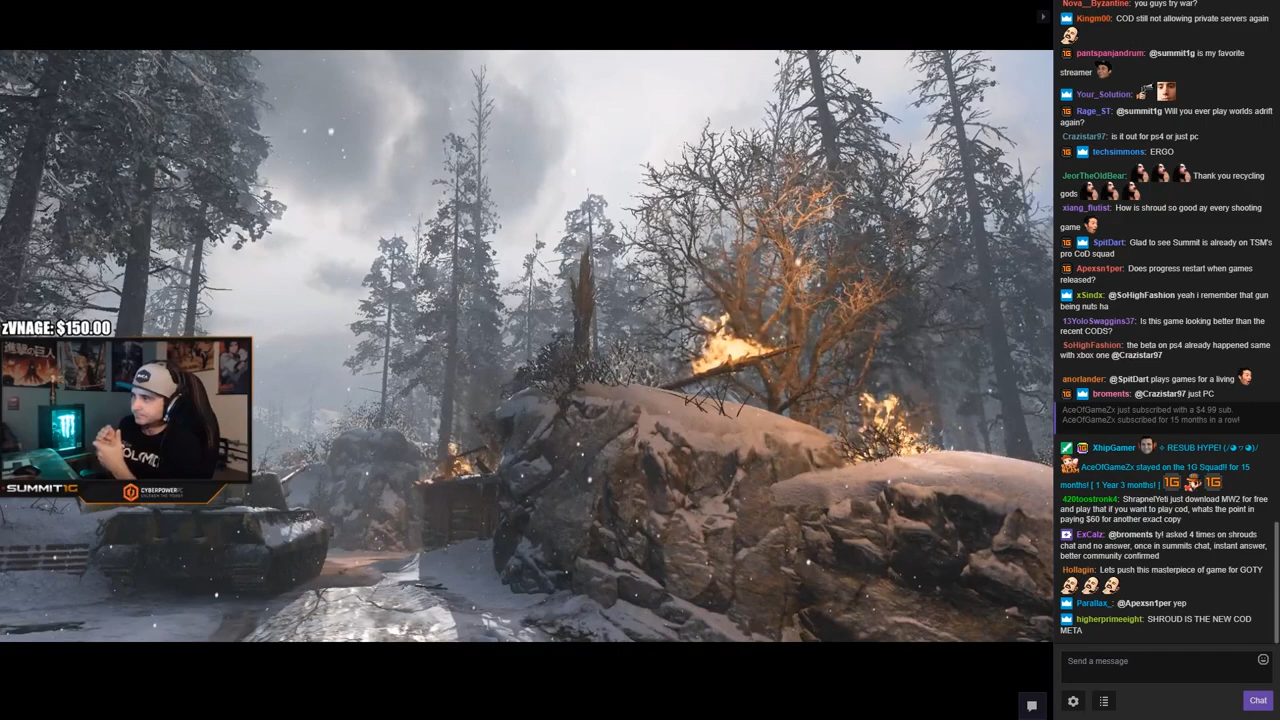 zVNAGE: $150.00
SUMMIT1G
CYBERPOWERPC
UNLEASH THE POWER
Nova__Byzantine: you guys try war?
Kingm00: COD still not allowing private servers again
pantspanjandrum: @summit1g is my favorite
streamer
Your_Solution:
Rage_ST: @summit1g Will you ever play worlds adrift
again?
Crazistar97: is it out for ps4 or just pc
techsimmons: ERGO
JeorTheOldBear: Thank you recycling
gods
xiang_flutist: How is shroud so good ay every shooting
game
SpitDart: Glad to see Summit is already on TSM's
pro CoD squad
Apexsn1per: Does progress restart when games
released?
xSindx: @SoHighFashion yeah i remember that gun
being nuts ha
13YoloSwaggins37: Is this game looking better than the
recent CODS?
SoHighFashion: the beta on ps4 already happened same
with xbox one @Crazistar97
anorlander: @SpitDart plays games for a living
broments: @Crazistar97 just PC
AceOfGameZx just subscribed with a $4.99 sub.
AceOfGameZx subscribed for 15 months in a row!
XhipGamer: RESUB HYPE!
AceOfGameZx stayed on the 1G Squad!! for 15
months! [ 1 Year 3 months! ] 1G 1G
420toostronk4: ShrapnelYeti just download MW2 for free
and play that if you want to play cod, whats the point in
paying $60 for another exact copy
ExCalz: @broments ty! asked 4 times on shrouds
chat and no answer, once in summits chat, instant answer,
better community confirmed
Hollagin: Lets push this masterpiece of game for GOTY
Parallax_: @Apexsn1per yep
higherprimeeight: SHROUD IS THE NEW COD
META
Send a message
Chat